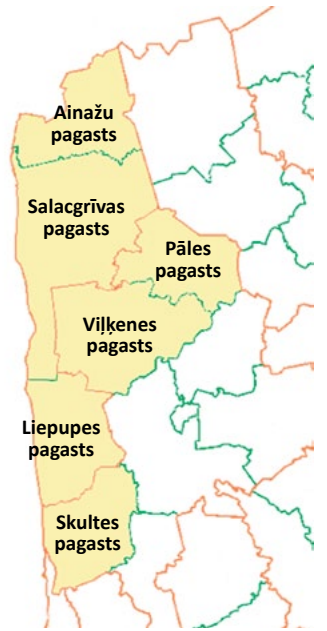 Ainažu
pagasts
Salacgrīvas
pagasts
Pāles
pagasts
Viļķenes
pagasts
Liepupes
pagasts
Skultes
pagasts